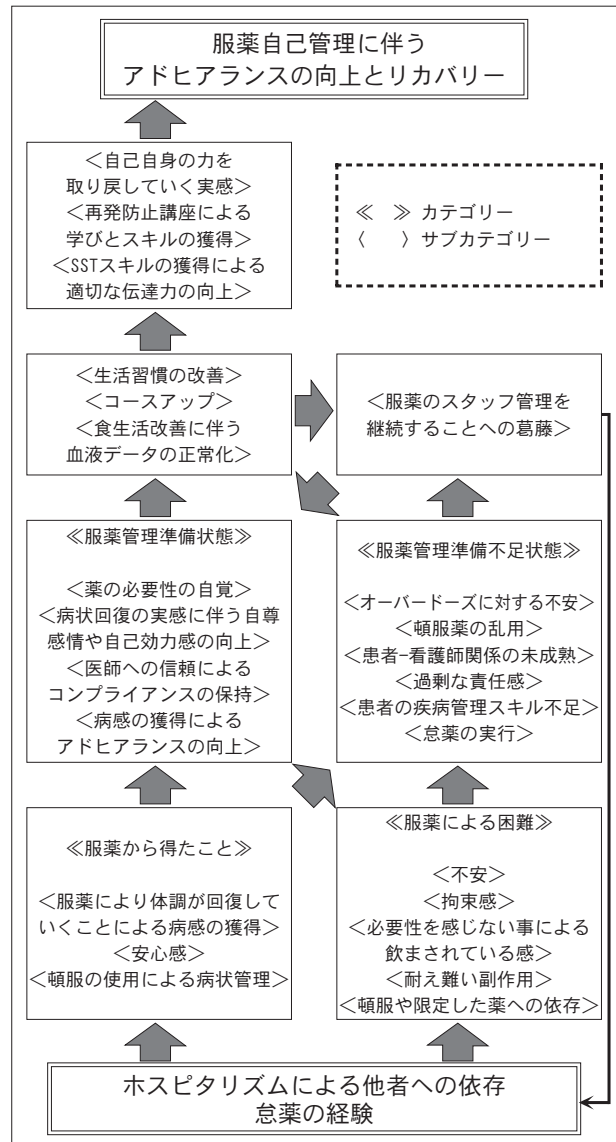 服薬自己管理に伴う
アドヒアランスの向上とリカバリー
＜自己自身の力を
取り戻していく実感＞
＜再発防止講座による
学びとスキルの獲得＞
＜SSTスキルの獲得による
適切な伝達力の向上＞
≪　≫ カテゴリー
〈　　〉サブカテゴリー
＜生活習慣の改善＞
＜コースアップ＞
＜食生活改善に伴う
血液データの正常化＞
＜服薬のスタッフ管理を
継続することへの葛藤＞
≪服薬管理準備状態≫
＜薬の必要性の自覚＞
＜病状回復の実感に伴う自尊
感情や自己効力感の向上＞
＜医師への信頼による
コンプライアンスの保持＞
＜病感の獲得による
アドヒアランスの向上＞
≪服薬管理準備不足状態≫
＜オーバードーズに対する不安＞
＜頓服薬の乱用＞
＜患者-看護師関係の未成熟＞
＜過剰な責任感＞
＜患者の疾病管理スキル不足＞
＜怠薬の実行＞
≪服薬から得たこと≫
＜服薬により体調が回復して
いくことによる病感の獲得＞
＜安心感＞
＜頓服の使用による病状管理＞
≪服薬による困難≫
＜不安＞
＜拘束感＞
＜必要性を感じない事による
飲まされている感＞
＜耐え難い副作用＞
＜頓服や限定した薬への依存＞
ホスピタリズムによる他者への依存
怠薬の経験